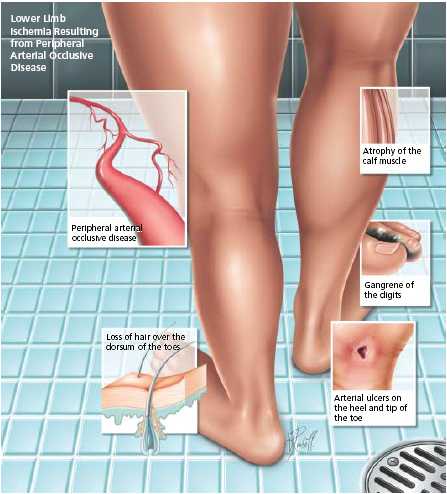 Lower Limb
Ischemia Resulting
from Peripheral
Arterial Occlusive
Disease
Atrophy of the
calf muscle
Peripheral arterial
occlusive disease
Gangrene of
the digits
Loss of hair over the
dorsum of the toes
Arterial ulcers on
the heel and tip of
the toe